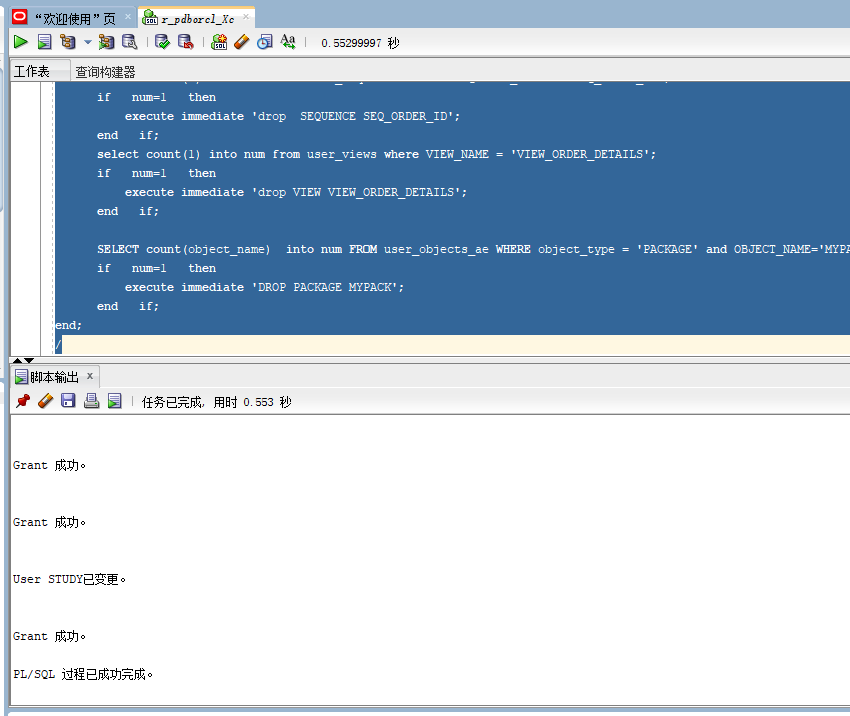 “欢迎使用”页
r_pdborcl_Xc
0.55299997 秒
工作表
查询构建器
if   num=1   then
execute immediate 'drop  SEQUENCE SEQ_ORDER_ID';
end   if;
select count(1) into num from user_views where VIEW_NAME = 'VIEW_ORDER_DETAILS';
if   num=1   then
execute immediate 'drop VIEW VIEW_ORDER_DETAILS';
end   if;
SELECT count(object_name)  into num FROM user_objects_ae WHERE object_type = 'PACKAGE' and OBJECT_NAME='MYPA
if   num=1   then
execute immediate 'DROP PACKAGE MYPACK';
end   if;
end;
/
脚本输出
任务已完成, 用时 0.553 秒
Grant 成功。
Grant 成功。
User STUDY已变更。
Grant 成功。
PL/SQL 过程已成功完成。